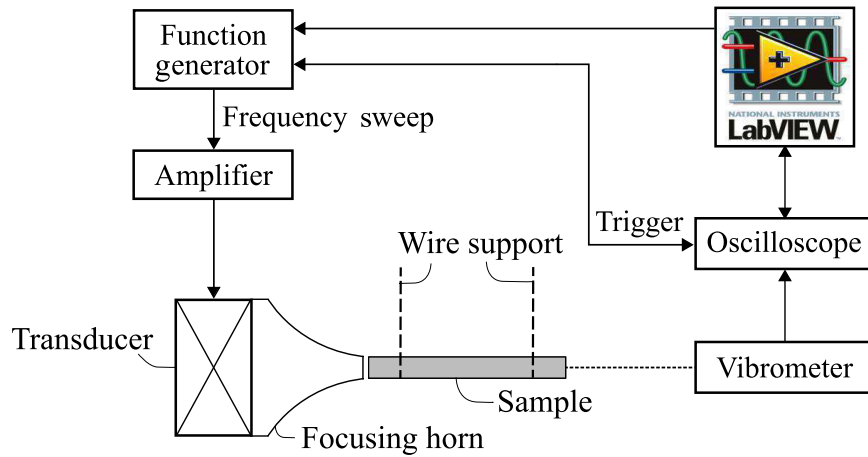 Function
generator
Frequency sweep
Amplifier
NATIONAL INSTRUMENTS
LabVIEW
Trigger
Oscilloscope
Wire support
Transducer
Vibrometer
Sample
Focusing horn